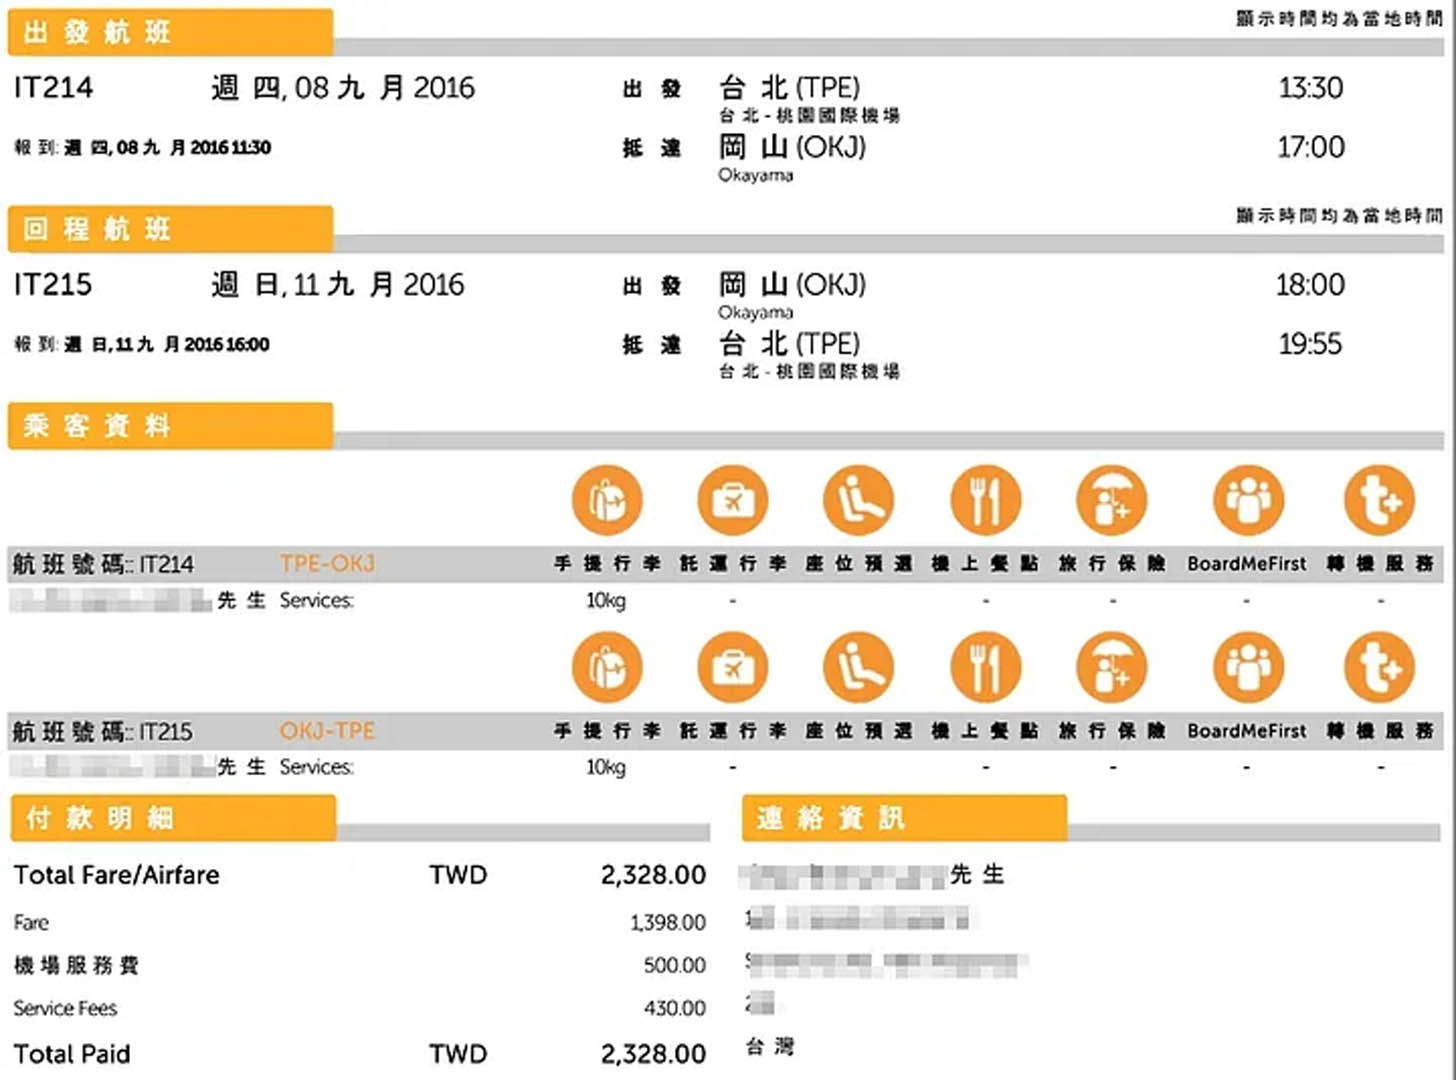 出發航班
顯示時間均為當地時間
IT214 週四, 08 九月 2016 出發 台北 (TPE) 13:30
台北 - 桃園國際機場
報到: 週四, 08 九月 2016 11:30 抵達 岡山 (OKJ) 17:00
Okayama
回程航班
顯示時間均為當地時間
IT215 週日, 11 九月 2016 出發 岡山 (OKJ) 18:00
Okayama
報到: 週日, 11 九月 2016 16:00 抵達 台北 (TPE) 19:55
台北 - 桃園國際機場
乘客資料
航班號碼:: IT214 TPE-OKJ 手提行李 託運行李 座位預選 機上餐點 旅行保險 BoardMeFirst 轉機服務
先生 Services: 10kg - - - - -
航班號碼:: IT215 OKJ-TPE 手提行李 託運行李 座位預選 機上餐點 旅行保險 BoardMeFirst 轉機服務
先生 Services: 10kg - - - - -
付款明細
Total Fare/Airfare TWD 2,328.00
Fare 1,398.00
機場服務費 500.00
Service Fees 430.00
Total Paid TWD 2,328.00
連絡資訊
先生
台灣